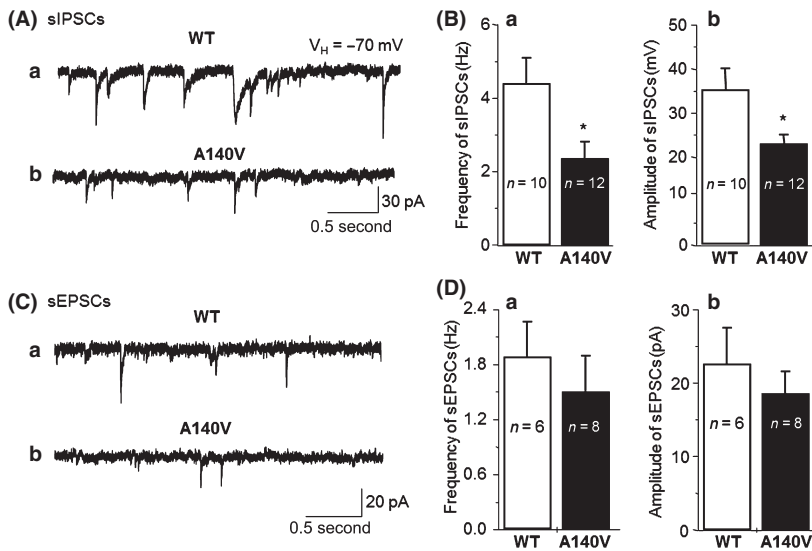 (A) sIPSCs
WT
V_H = –70 mV
a
A140V
b
30 pA
0.5 second
(B) a
Frequency of sIPSCs (Hz)
6
4
2
0
*
n = 10
n = 12
WT A140V
b
Amplitude of sIPSCs (mV)
50
40
30
20
10
0
*
n = 10
n = 12
WT A140V
(C) sEPSCs
WT
a
A140V
b
20 pA
0.5 second
(D) a
Frequency of sEPSCs (Hz)
2.4
1.8
1.2
0.6
0.0
n = 6
n = 8
WT A140V
b
Amplitude of sEPSCs (pA)
30
20
10
0
n = 6
n = 8
WT A140V